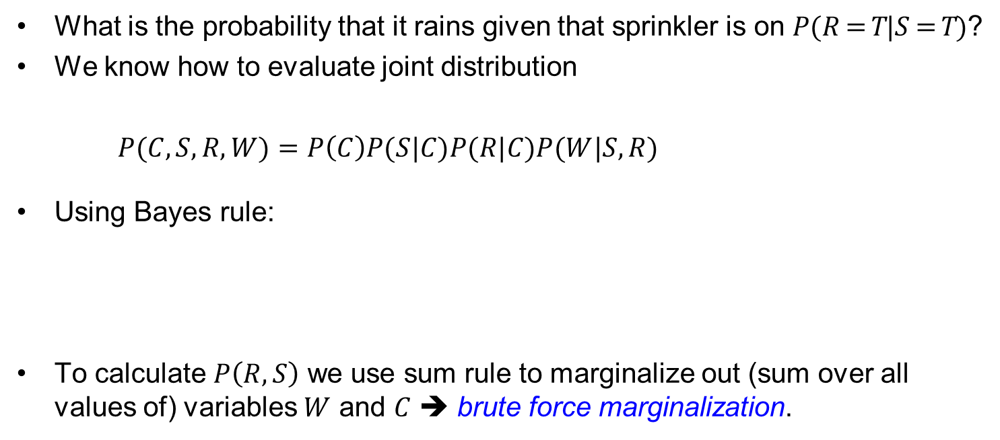 • What is the probability that it rains given that sprinkler is on P(R = T|S = T)?
• We know how to evaluate joint distribution
P(C, S, R, W) = P(C)P(S|C)P(R|C)P(W|S, R)
• Using Bayes rule:
• To calculate P(R, S) we use sum rule to marginalize out (sum over all
values of) variables W and C ➔ brute force marginalization.